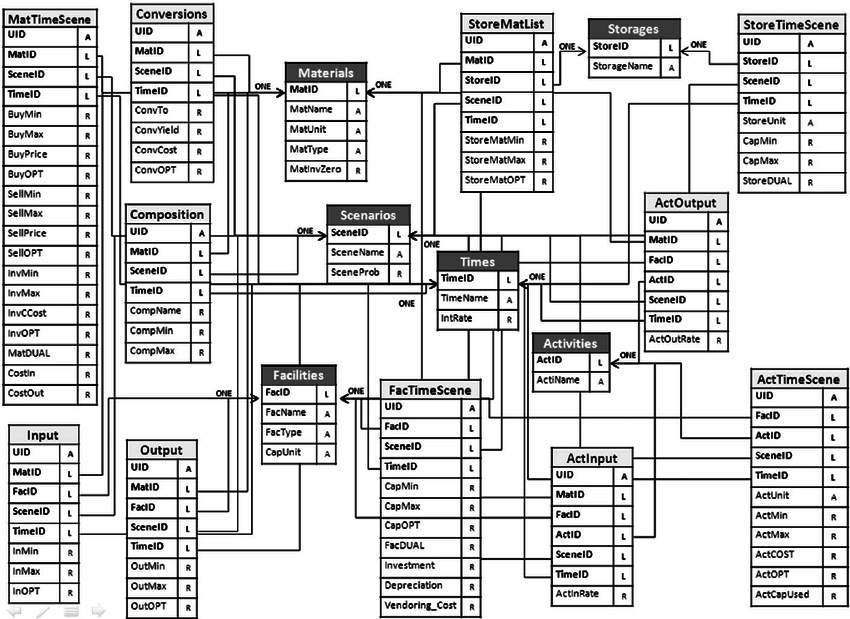 MatTimeScene
UID A
MatID L
SceneID L
TimeID L
BuyMin R
BuyMax R
BuyPrice R
BuyOPT R
SellMin R
SellMax R
SellPrice R
SellOPT R
InvMin R
InvMax R
InvCCost R
InvOPT R
MatDUAL R
CostIn R
CostOut R
Conversions
UID A
MatID L
SceneID L
TimeID L
ConvTo R
ConvYield R
ConvCost R
ConvOPT R
Materials
MatID L
MatName A
MatUnit A
MatType A
MatInvZero R
ONE
ONE
StoreMatList
UID A
MatID L
StoreID L
SceneID L
TimeID L
StoreMatMin R
StoreMatMax R
StoreMatOPT R
ONE
Storages
StoreID L
StorageName A
ONE
StoreTimeScene
UID A
StoreID L
SceneID L
TimeID L
StoreUnit A
CapMin R
CapMax R
StoreDUAL R
Composition
UID A
MatID L
SceneID L
TimeID L
CompName R
CompMin R
CompMax R
ONE
Scenarios
SceneID L
SceneName A
SceneProb R
ONE
ONE
Times
TimeID L
TimeName A
IntRate R
ONE
ActOutput
UID A
MatID L
FacID L
ActID L
SceneID L
TimeID L
ActOutRate R
Activities
ActID L
ActiName A
ONE
Facilities
FacID L
FacName A
FacType A
CapUnit A
ONE
ONE
FacTimeScene
UID A
FacID L
SceneID L
TimeID L
CapMin R
CapMax R
CapOPT R
FacDUAL R
Investment R
Depreciation R
Vendoring_Cost R
ActTimeScene
UID A
FacID L
ActID L
SceneID L
TimeID L
ActUnit A
ActMin R
ActMax R
ActCOST R
ActOPT R
ActCapUsed R
Input
UID A
MatID L
FacID L
SceneID L
TimeID L
InMin R
InMax R
InOPT R
Output
UID A
MatID L
FacID L
SceneID L
TimeID L
OutMin R
OutMax R
OutOPT R
ActInput
UID A
MatID L
FacID L
ActID L
SceneID L
TimeID L
ActInRate R